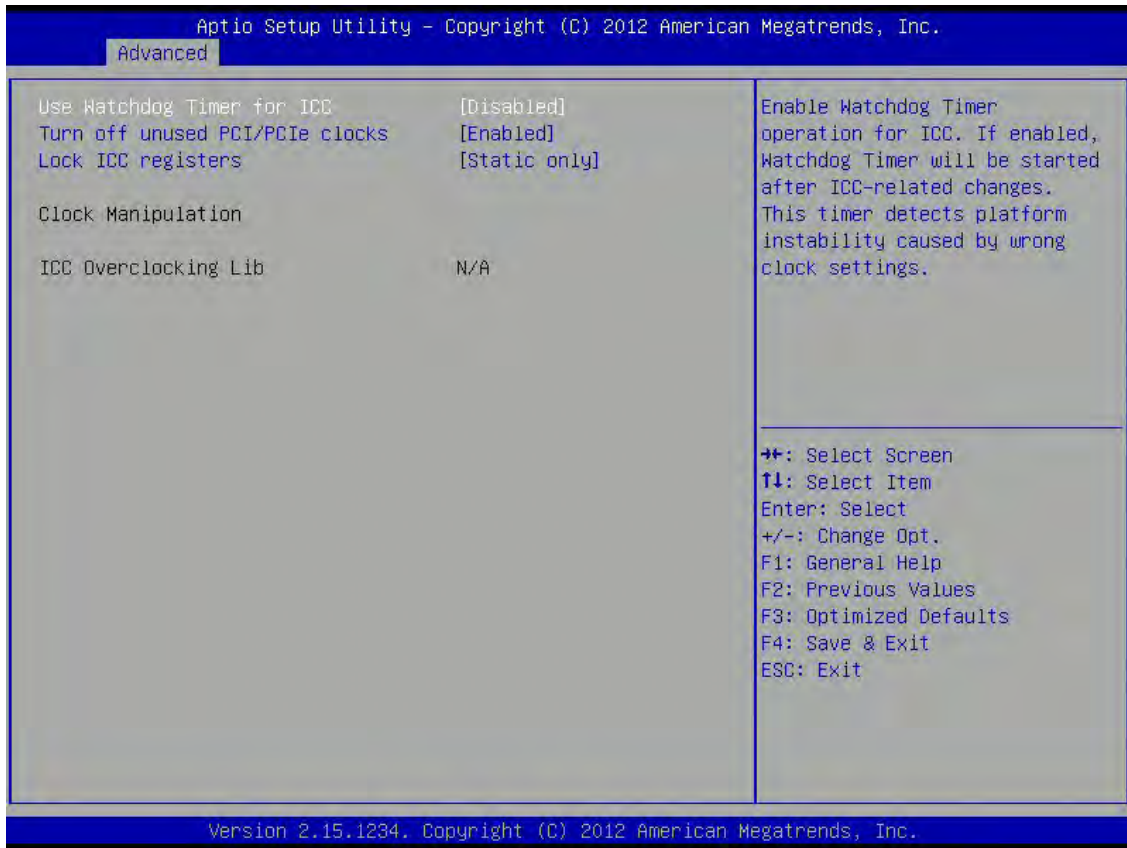 Aptio Setup Utility – Copyright (C) 2012 American Megatrends, Inc.
Advanced
Use Watchdog Timer for ICC [Disabled]
Turn off unused PCI/PCIe clocks [Enabled]
Lock ICC registers [Static only]
Clock Manipulation
ICC Overclocking Lib N/A
Enable Watchdog Timer
operation for ICC. If enabled,
Watchdog Timer will be started
after ICC-related changes.
This timer detects platform
instability caused by wrong
clock settings.
→←: Select Screen
↑↓: Select Item
Enter: Select
+/-: Change Opt.
F1: General Help
F2: Previous Values
F3: Optimized Defaults
F4: Save & Exit
ESC: Exit
Version 2.15.1234. Copyright (C) 2012 American Megatrends, Inc.